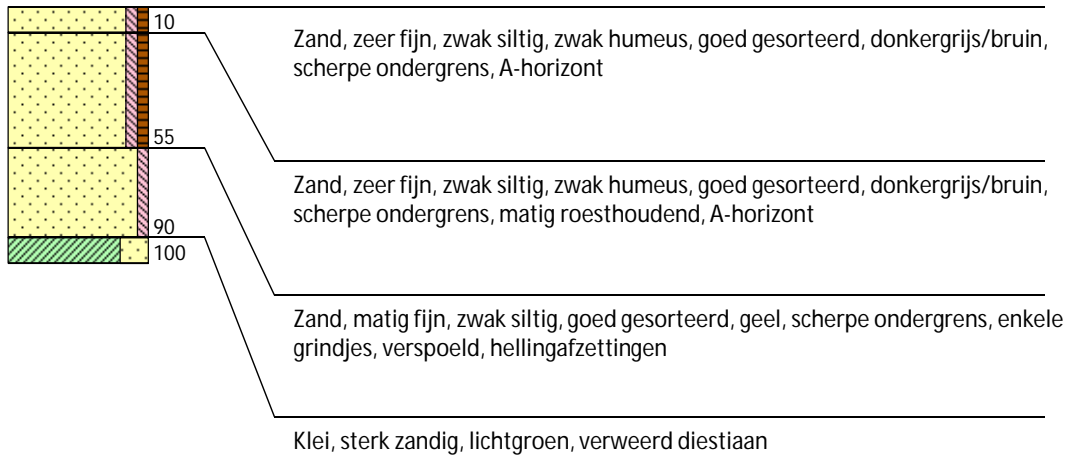 10
Zand, zeer fijn, zwak siltig, zwak humeus, goed gesorteerd, donkergrijs/bruin,
scherpe ondergrens, A-horizont
55
Zand, zeer fijn, zwak siltig, zwak humeus, goed gesorteerd, donkergrijs/bruin,
scherpe ondergrens, matig roesthoudend, A-horizont
90
100
Zand, matig fijn, zwak siltig, goed gesorteerd, geel, scherpe ondergrens, enkele
grindjes, verspoeld, hellingafzettingen
Klei, sterk zandig, lichtgroen, verweerd diestiaan